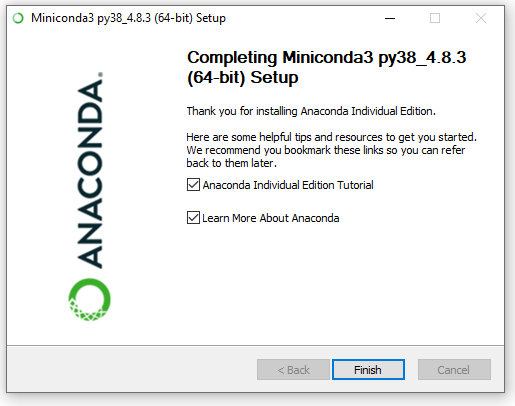 Miniconda3 py38_4.8.3 (64-bit) Setup
ANACONDA.
Completing Miniconda3 py38_4.8.3
(64-bit) Setup
Thank you for installing Anaconda Individual Edition.
Here are some helpful tips and resources to get you started.
We recommend you bookmark these links so you can refer
back to them later.
Anaconda Individual Edition Tutorial
Learn More About Anaconda
< Back
Finish
Cancel